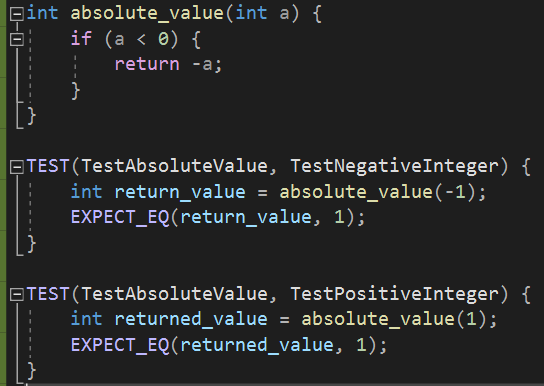 int absolute_value(int a) {
    if (a < 0) {
        return -a;
    }
}
TEST(TestAbsoluteValue, TestNegativeInteger) {
    int return_value = absolute_value(-1);
    EXPECT_EQ(return_value, 1);
}
TEST(TestAbsoluteValue, TestPositiveInteger) {
    int returned_value = absolute_value(1);
    EXPECT_EQ(returned_value, 1);
}